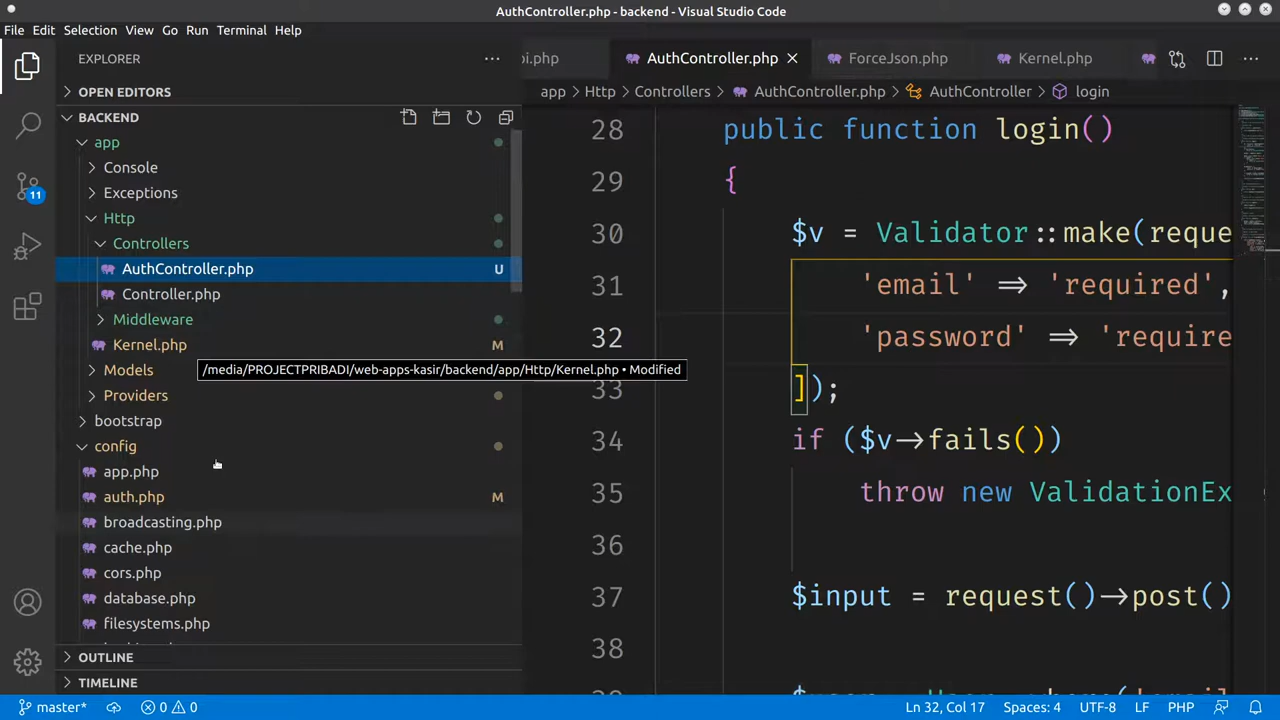 AuthController.php - backend - Visual Studio Code
File Edit Selection View Go Run Terminal Help
EXPLORER
OPEN EDITORS
BACKEND
app
Console
Exceptions
Http
Controllers
AuthController.php U
Controller.php
Middleware
Kernel.php M
/media/PROJECTPRIBADI/web-apps-kasir/backend/app/Http/Kernel.php • Modified
Models
Providers
bootstrap
config
app.php
auth.php M
broadcasting.php
cache.php
cors.php
database.php
filesystems.php
OUTLINE
TIMELINE
11
pi.php AuthController.php ForceJson.php Kernel.php
app > Http > Controllers > AuthController.php > AuthController > login
28 public function login()
29 {
30 $v = Validator::make(reque
31 'email' => 'required',
32 'password' => 'require
33 ]);
34 if ($v->fails())
35 throw new ValidationEx
36
37 $input = request()->post()
38
master* 0 0 Ln 32, Col 17 Spaces: 4 UTF-8 LF PHP